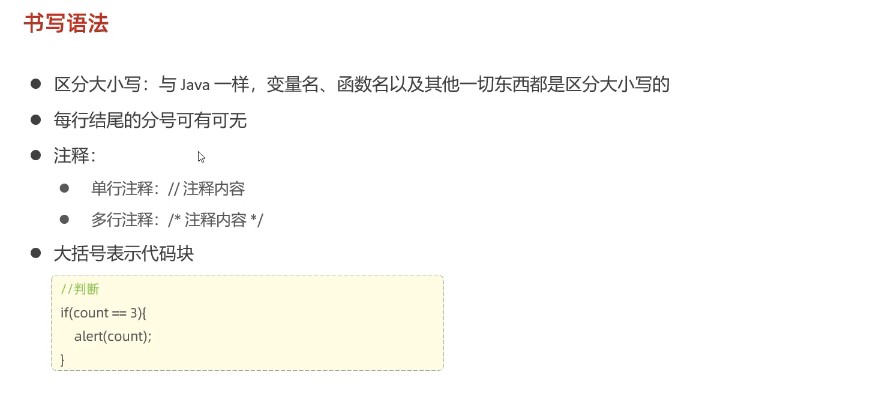 书写语法
区分大小写：与 Java 一样，变量名、函数名以及其他一切东西都是区分大小写的
每行结尾的分号可有可无
注释：
单行注释：// 注释内容
多行注释：/* 注释内容 */
大括号表示代码块
//判断
if(count == 3){
alert(count);
}